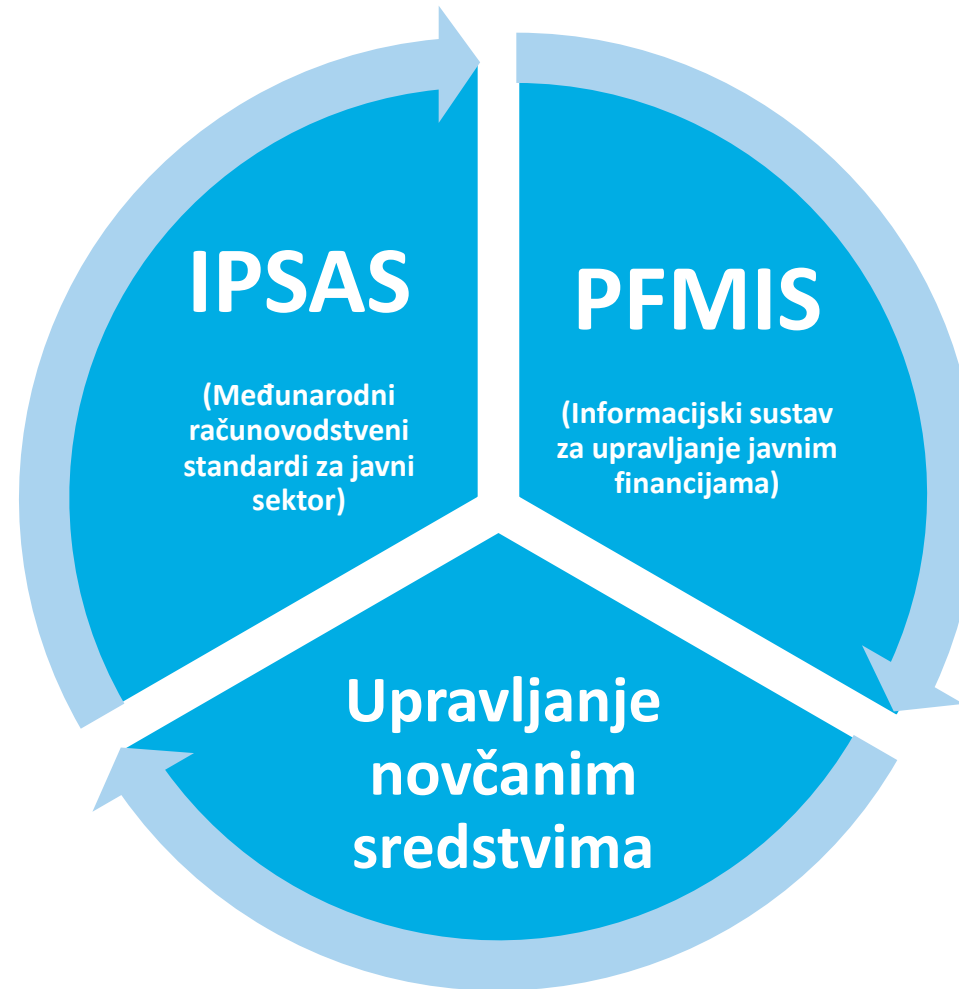 IPSAS
(Međunarodni
računovodstveni
standardi za javni
sektor)
PFMIS
(Informacijski sustav
za upravljanje javnim
financijama)
Upravljanje
novčanim
sredstvima